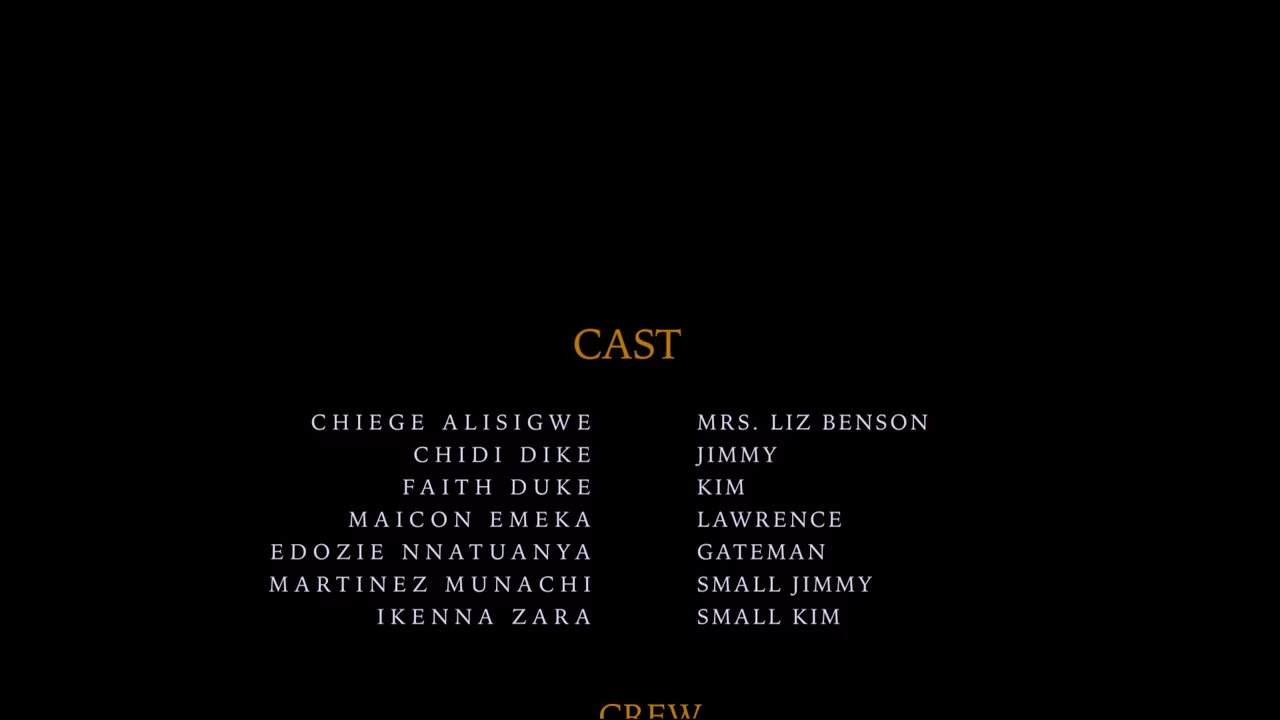 CAST
CHIEGE ALISIGWE MRS. LIZ BENSON
CHIDI DIKE JIMMY
FAITH DUKE KIM
MAICON EMEKA LAWRENCE
EDOZIE NNATUANYA GATEMAN
MARTINEZ MUNACHI SMALL JIMMY
IKENNA ZARA SMALL KIM
CREW